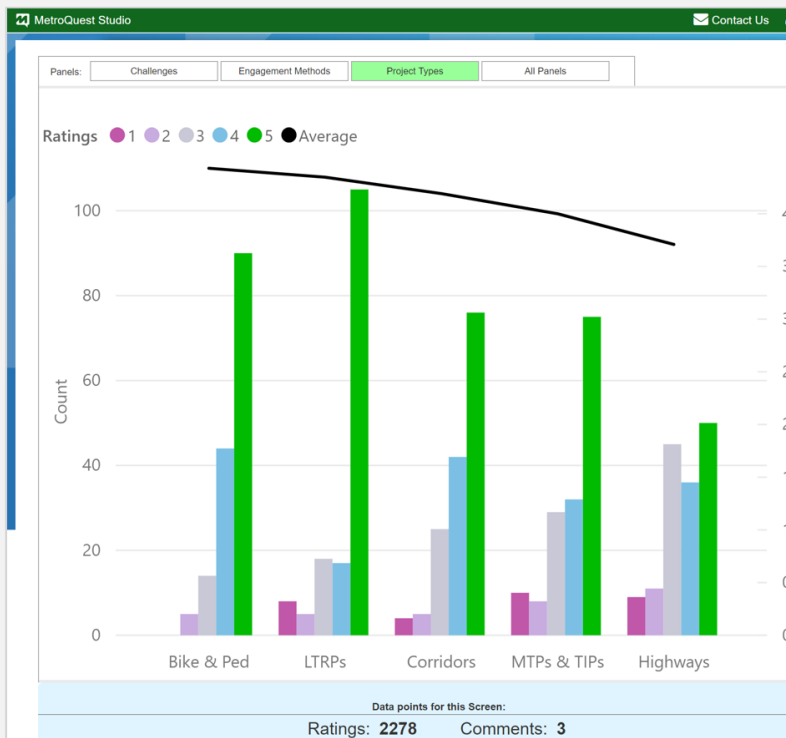 MetroQuest Studio Contact Us
Panels: Challenges Engagement Methods Project Types All Panels
Ratings 1 2 3 4 5 Average
100
80
60
40
20
0
Count
Bike & Ped LTRPs Corridors MTPs & TIPs Highways
Data points for this Screen:
Ratings: 2278 Comments: 3